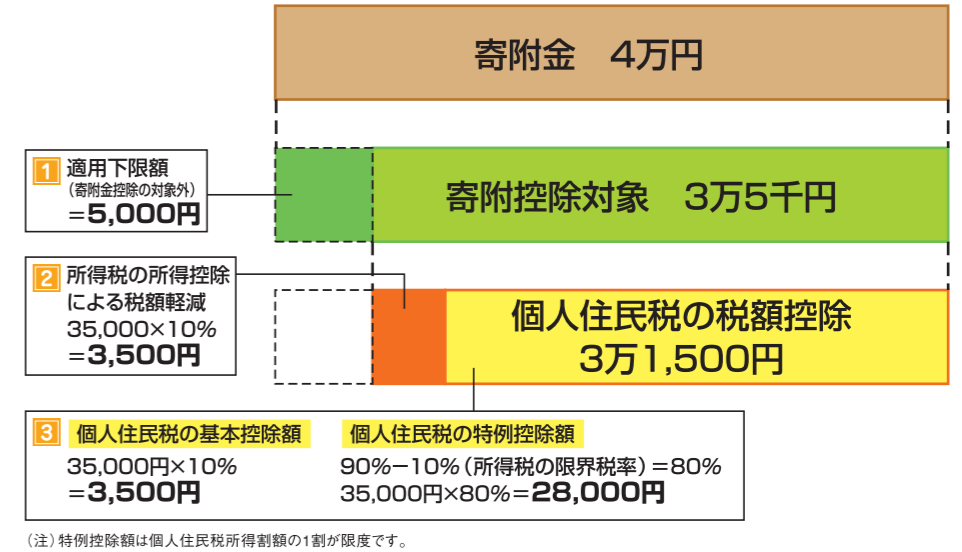 寄附金　4万円
1 適用下限額
（寄附金控除の対象外）
＝5,000円
寄附控除対象　3万5千円
2 所得税の所得控除
による税額軽減
35,000×10%
＝3,500円
個人住民税の税額控除
3万1,500円
3 個人住民税の基本控除額
35,000円×10%
＝3,500円
個人住民税の特例控除額
90%－10%（所得税の限界税率）＝80%
35,000円×80%＝28,000円
（注）特例控除額は個人住民税所得割額の1割が限度です。